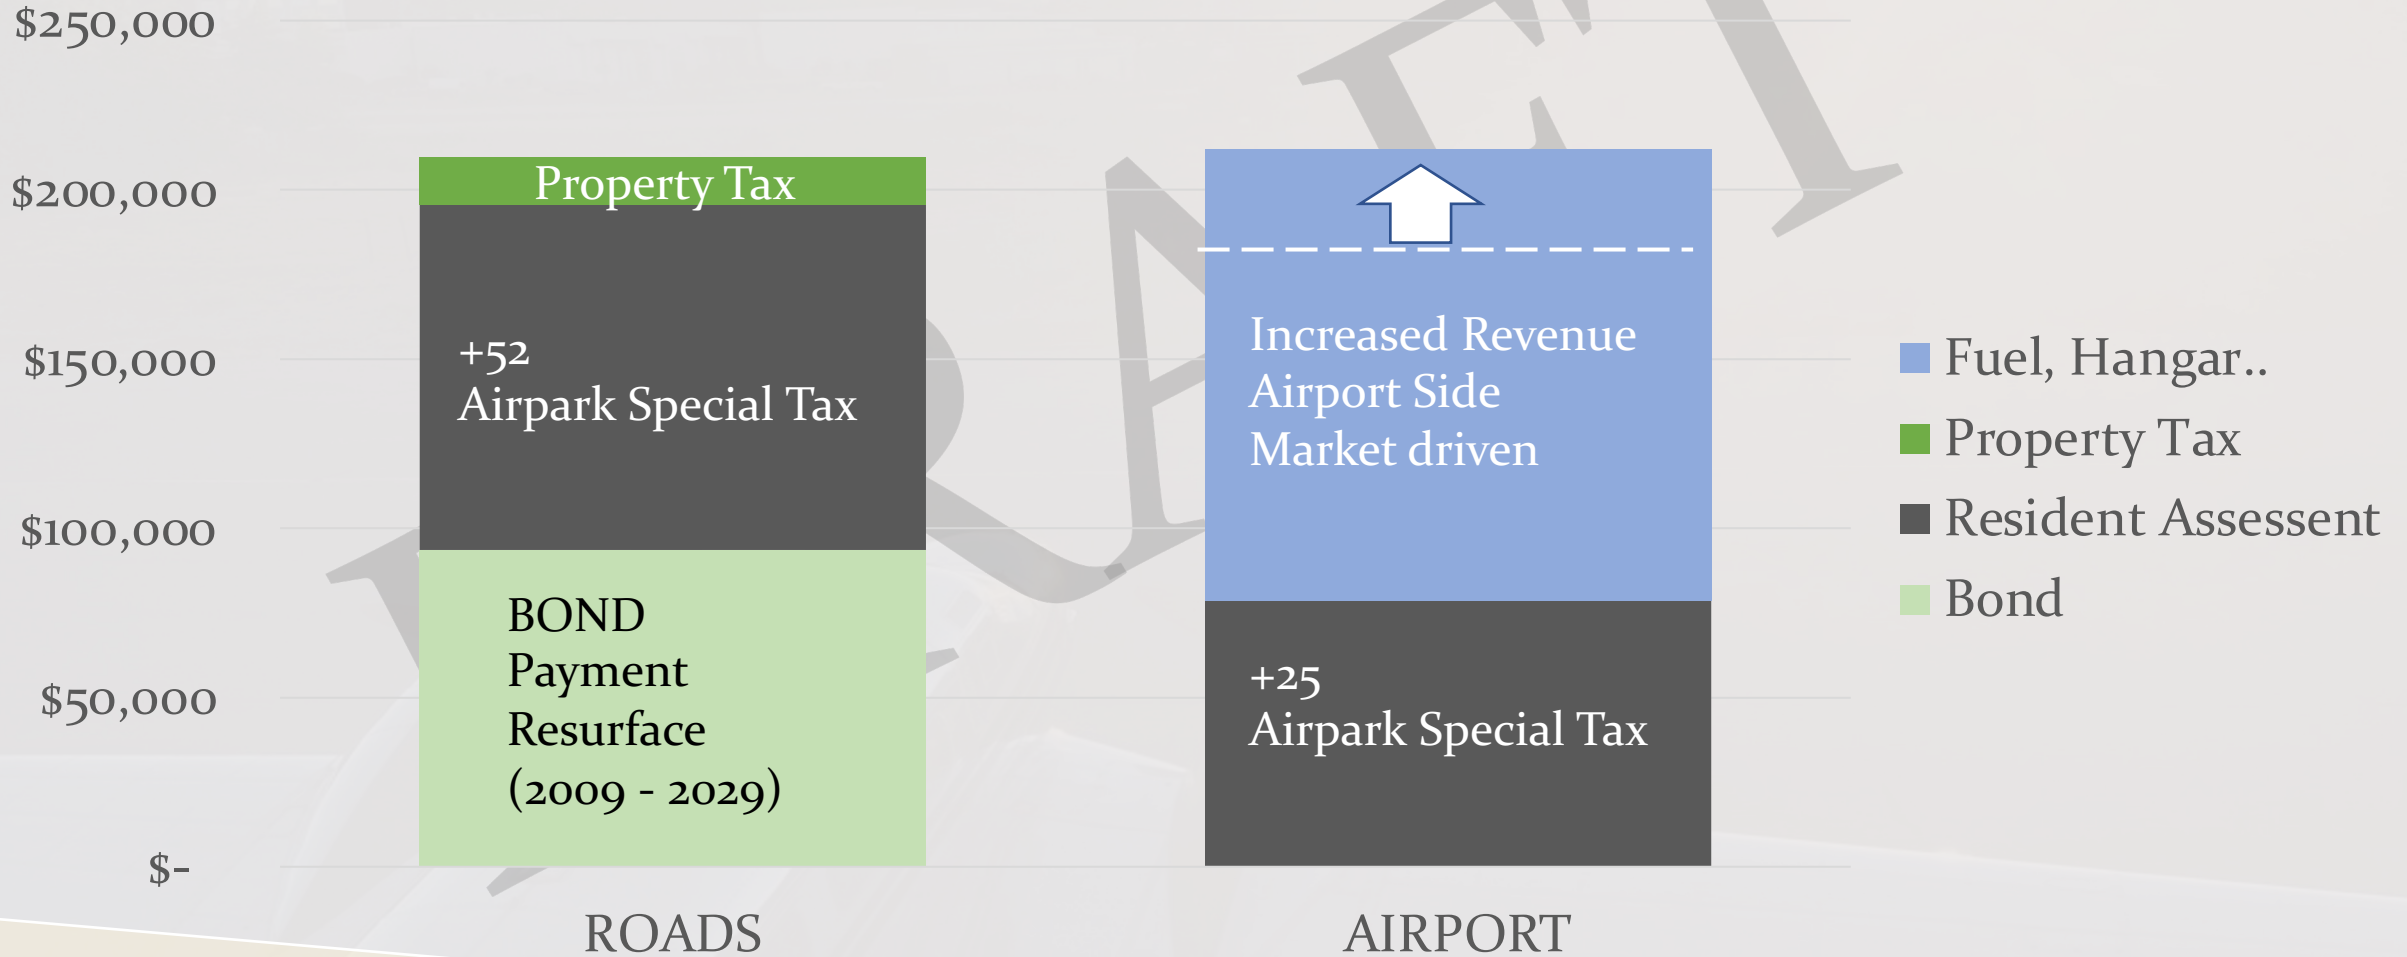 $250,000
$200,000
$150,000
$100,000
$50,000
$-
Property Tax
+52
Airpark Special Tax
BOND
Payment
Resurface
(2009 - 2029)
ROADS
Increased Revenue
Airport Side
Market driven
+25
Airpark Special Tax
AIRPORT
Fuel, Hangar..
Property Tax
Resident Assessent
Bond
DRAFT